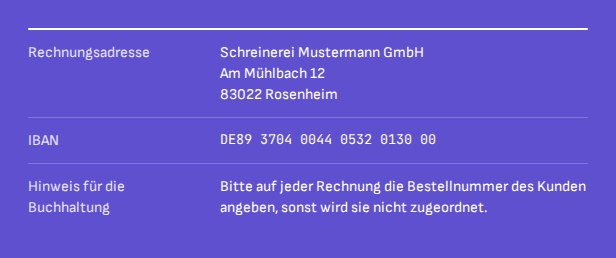 Rechnungsadresse
Schreinerei Mustermann GmbH
Am Mühlbach 12
83022 Rosenheim
IBAN
DE89 3704 0044 0532 0130 00
Hinweis für die
Buchhaltung
Bitte auf jeder Rechnung die Bestellnummer des Kunden
angeben, sonst wird sie nicht zugeordnet.